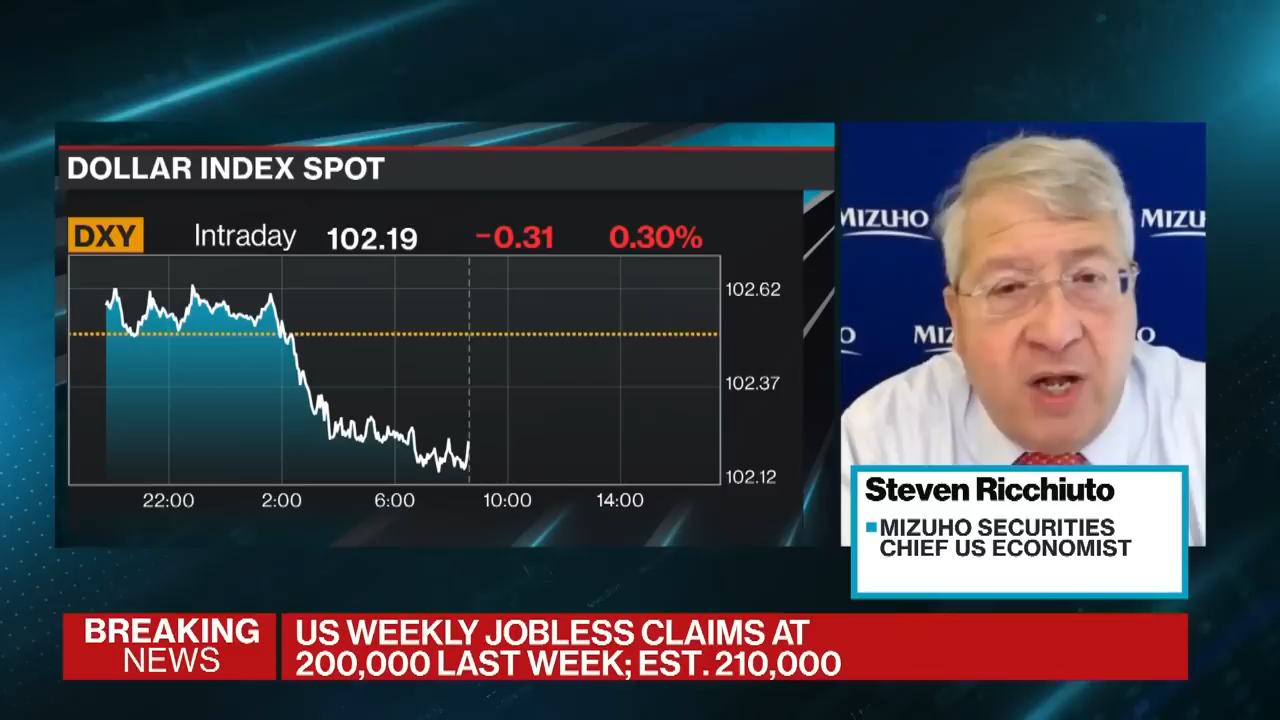 DOLLAR INDEX SPOT
DXY Intraday 102.19 -0.31 0.30%
102.62
102.37
102.12
22:00 2:00 6:00 10:00 14:00
MIZUHO MIZU
MIZ O
Steven Ricchiuto
MIZUHO SECURITIES
CHIEF US ECONOMIST
BREAKING
NEWS
US WEEKLY JOBLESS CLAIMS AT
200,000 LAST WEEK; EST. 210,000